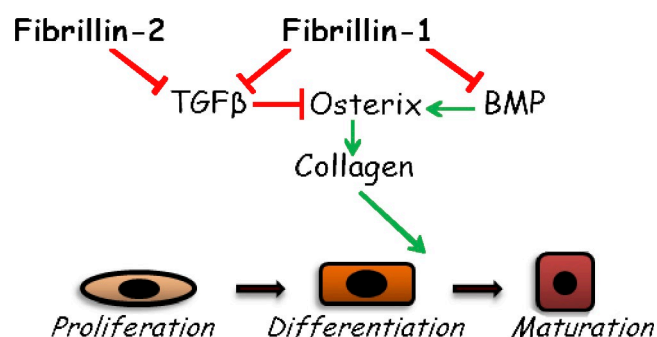 Fibrillin-2 Fibrillin-1
TGFβ Osterix BMP
Collagen
Proliferation Differentiation Maturation